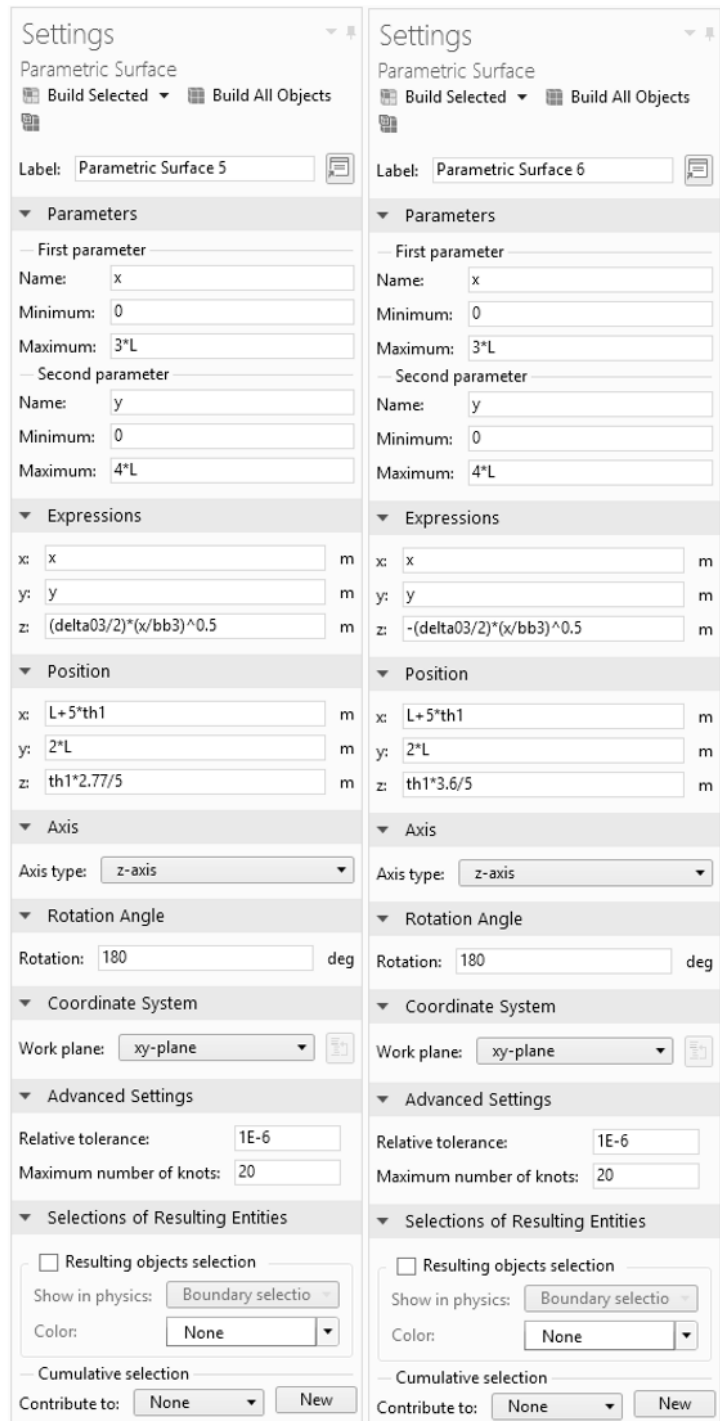 Settings
Parametric Surface
Build Selected Build All Objects
Label: Parametric Surface 5
Parameters
First parameter
Name: x
Minimum: 0
Maximum: 3*L
Second parameter
Name: y
Minimum: 0
Maximum: 4*L
Expressions
x: x m
y: y m
z: (delta03/2)*(x/bb3)^0.5 m
Position
x: L+5*th1 m
y: 2*L m
z: th1*2.77/5 m
Axis
Axis type: z-axis
Rotation Angle
Rotation: 180 deg
Coordinate System
Work plane: xy-plane
Advanced Settings
Relative tolerance: 1E-6
Maximum number of knots: 20
Selections of Resulting Entities
Resulting objects selection
Show in physics: Boundary selectio
Color: None
Cumulative selection
Contribute to: None New
Settings
Parametric Surface
Build Selected Build All Objects
Label: Parametric Surface 6
Parameters
First parameter
Name: x
Minimum: 0
Maximum: 3*L
Second parameter
Name: y
Minimum: 0
Maximum: 4*L
Expressions
x: x m
y: y m
z: -(delta03/2)*(x/bb3)^0.5 m
Position
x: L+5*th1 m
y: 2*L m
z: th1*3.6/5 m
Axis
Axis type: z-axis
Rotation Angle
Rotation: 180 deg
Coordinate System
Work plane: xy-plane
Advanced Settings
Relative tolerance: 1E-6
Maximum number of knots: 20
Selections of Resulting Entities
Resulting objects selection
Show in physics: Boundary selectio
Color: None
Cumulative selection
Contribute to: None New